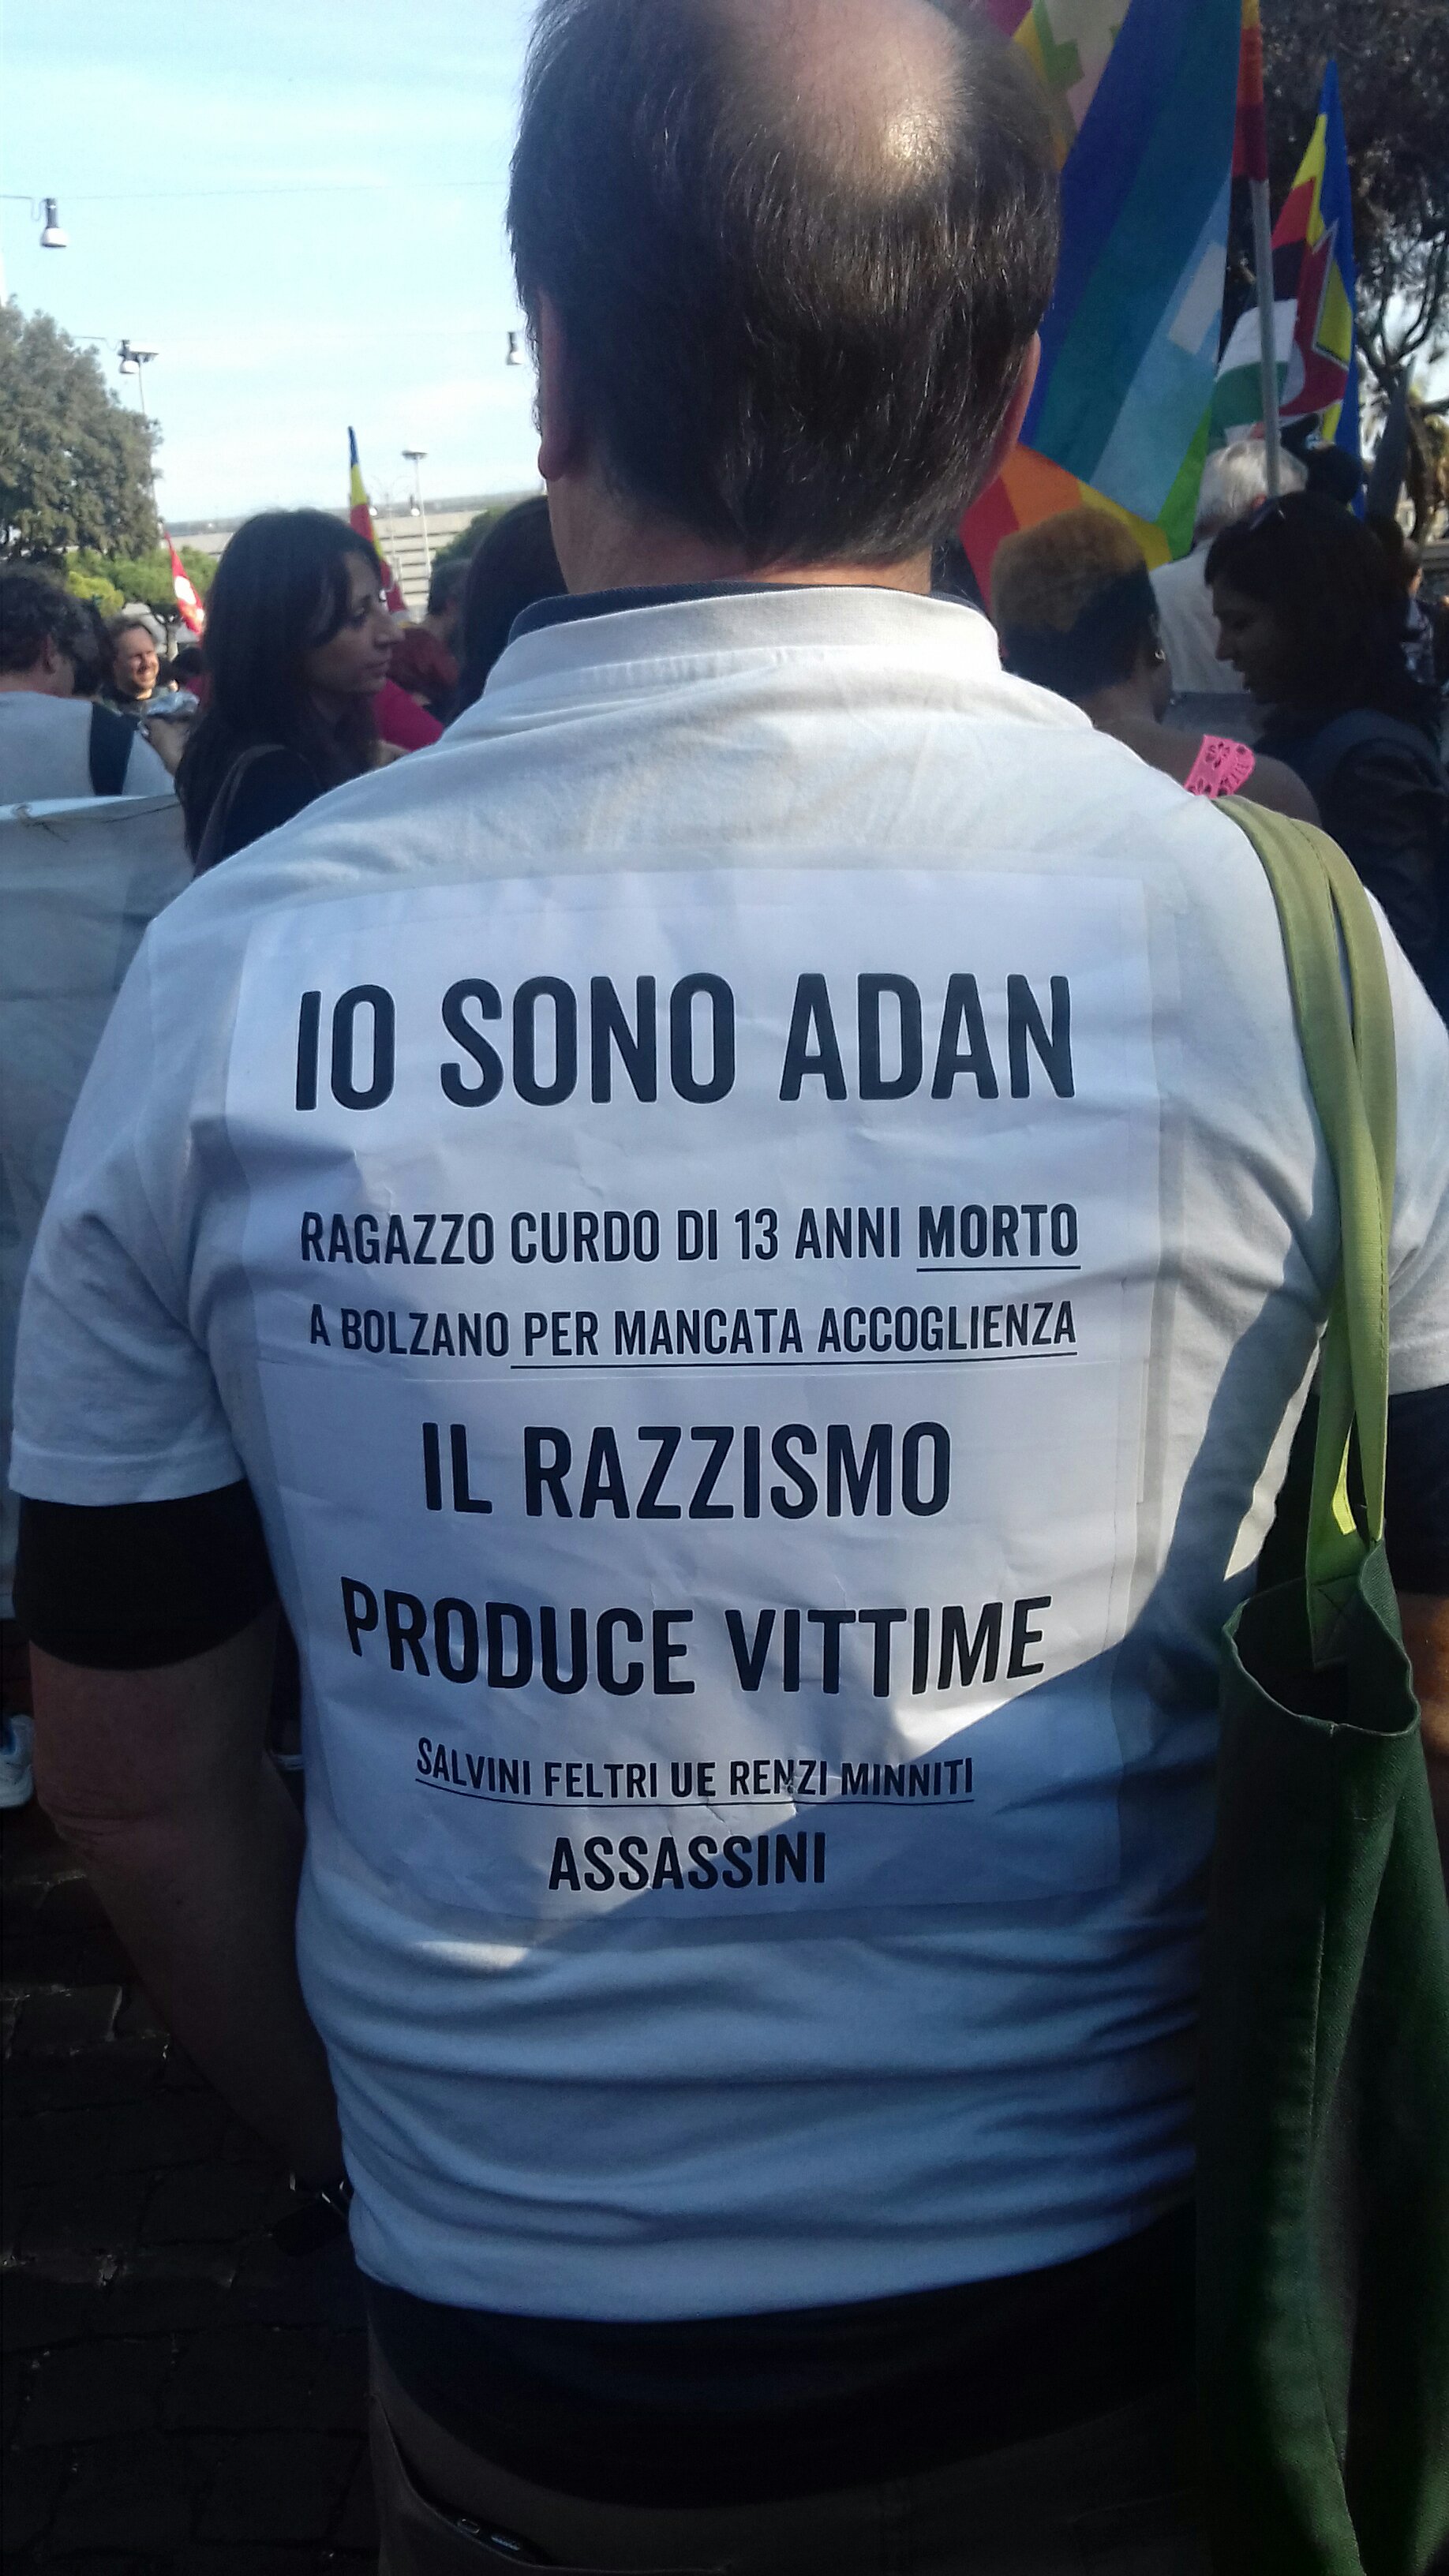 IO SONO ADAN
RAGAZZO CURDO DI 13 ANNI MORTO
A BOLZANO PER MANCATA ACCOGLIENZA
IL RAZZISMO
PRODUCE VITTIME
SALVINI FELTRI UE RENZI MINNITI
ASSASSINI